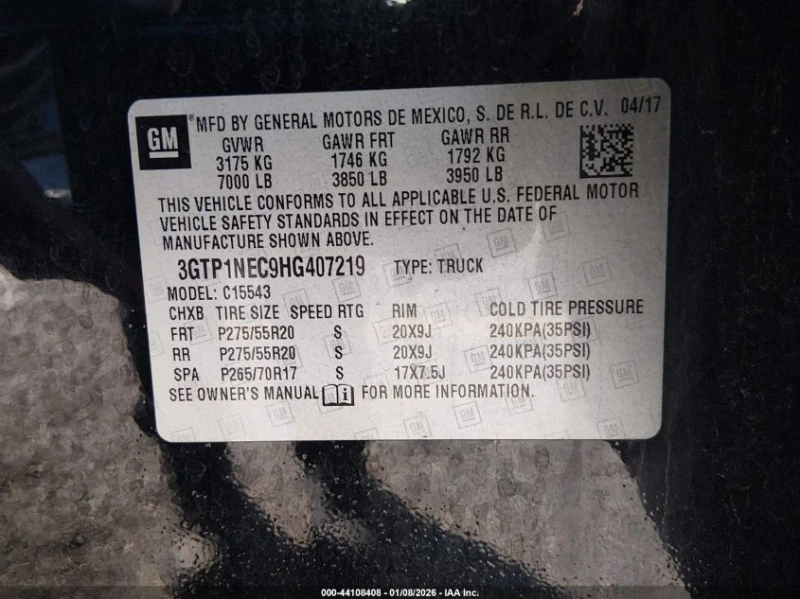 GM ® MFD BY GENERAL MOTORS DE MEXICO, S. DE R.L. DE C.V. 04/17
GVWR GAWR FRT GAWR RR
3175 KG 1746 KG 1792 KG
7000 LB 3850 LB 3950 LB
THIS VEHICLE CONFORMS TO ALL APPLICABLE U.S. FEDERAL MOTOR
VEHICLE SAFETY STANDARDS IN EFFECT ON THE DATE OF
MANUFACTURE SHOWN ABOVE.
3GTP1NEC9HG407219 TYPE: TRUCK
MODEL: C15543
CHXB TIRE SIZE SPEED RTG RIM COLD TIRE PRESSURE
FRT P275/55R20 S 20X9J 240KPA(35PSI)
RR P275/55R20 S 20X9J 240KPA(35PSI)
SPA P265/70R17 S 17X7.5J 240KPA(35PSI)
SEE OWNER'S MANUAL FOR MORE INFORMATION.
000-44108408 - 01/08/2026 - IAA Inc.